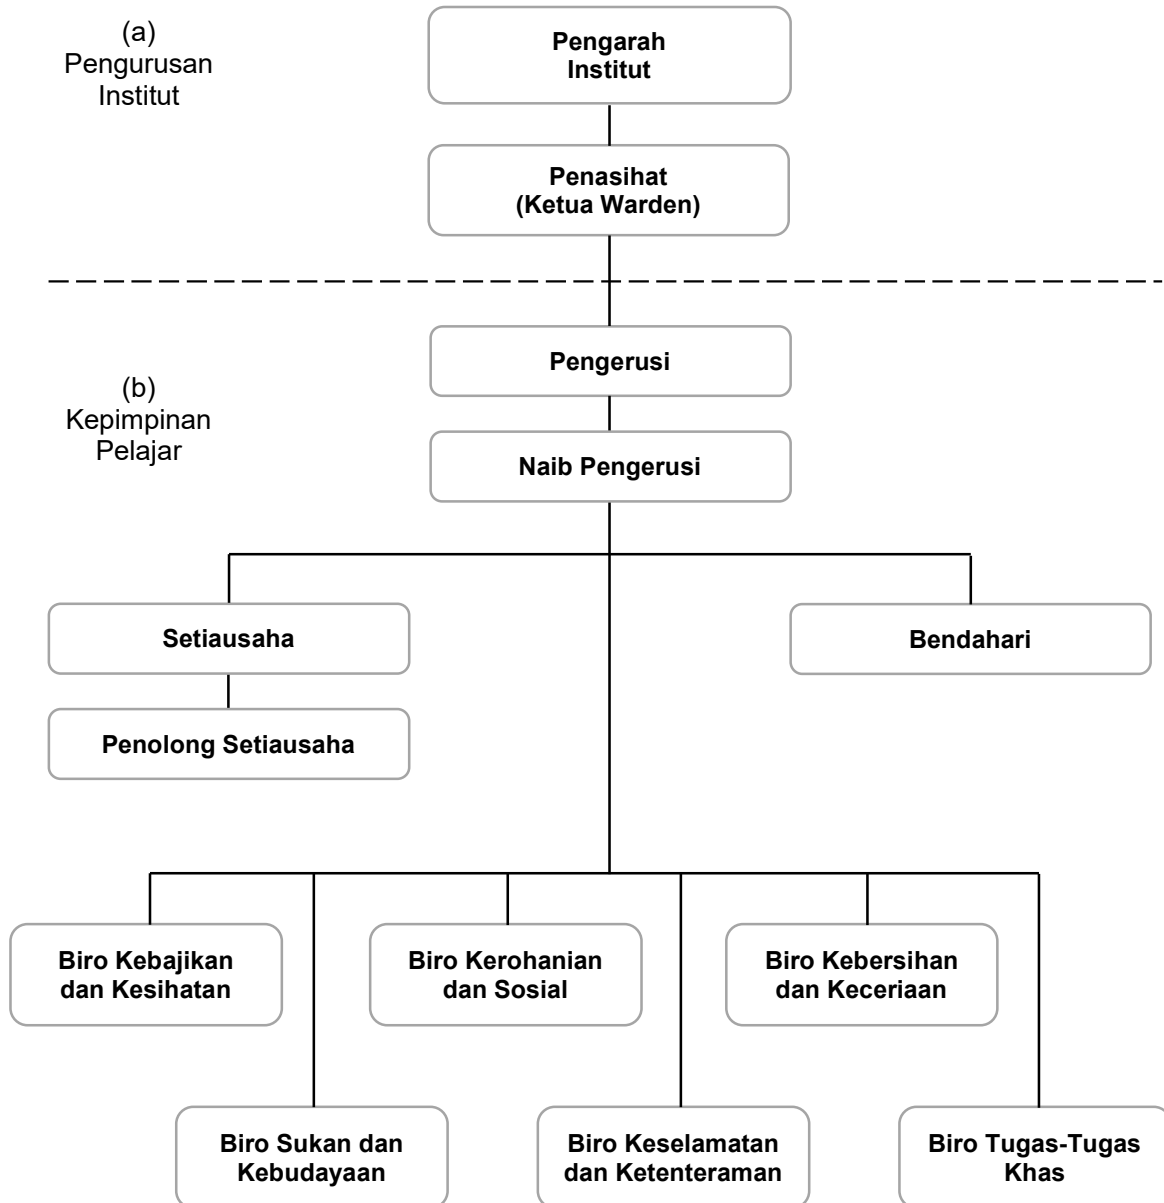 (a)
Pengurusan
Institut
Pengarah
Institut
Penasihat
(Ketua Warden)
(b)
Kepimpinan
Pelajar
Pengerusi
Naib Pengerusi
Setiausaha
Bendahari
Penolong Setiausaha
Biro Kebajikan
dan Kesihatan
Biro Kerohanian
dan Sosial
Biro Kebersihan
dan Keceriaan
Biro Sukan dan
Kebudayaan
Biro Keselamatan
dan Ketenteraman
Biro Tugas-Tugas
Khas